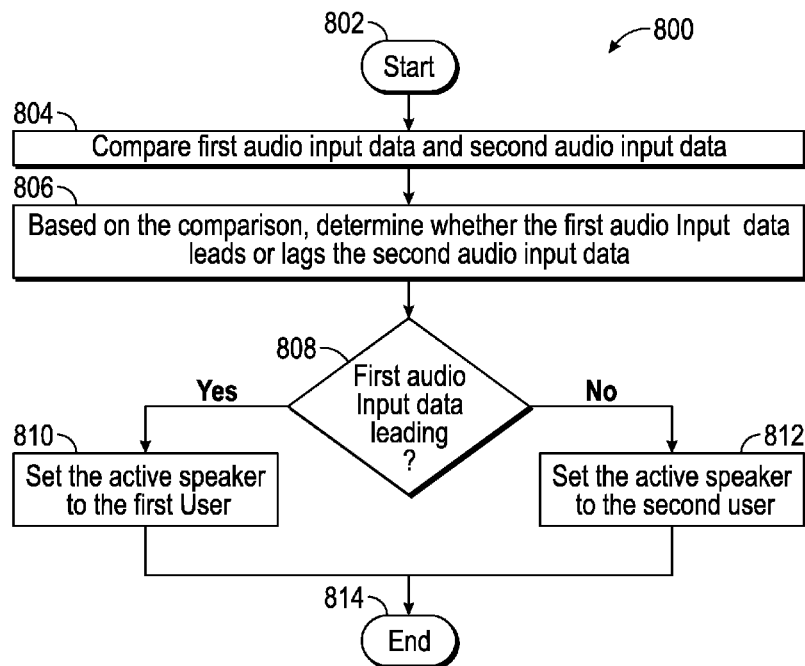 802
800
Start
804
Compare first audio input data and second audio input data
806
Based on the comparison, determine whether the first audio Input data
leads or lags the second audio input data
808
First audio
Input data
leading
?
Yes
No
810
Set the active speaker
to the first User
812
Set the active speaker
to the second user
814
End